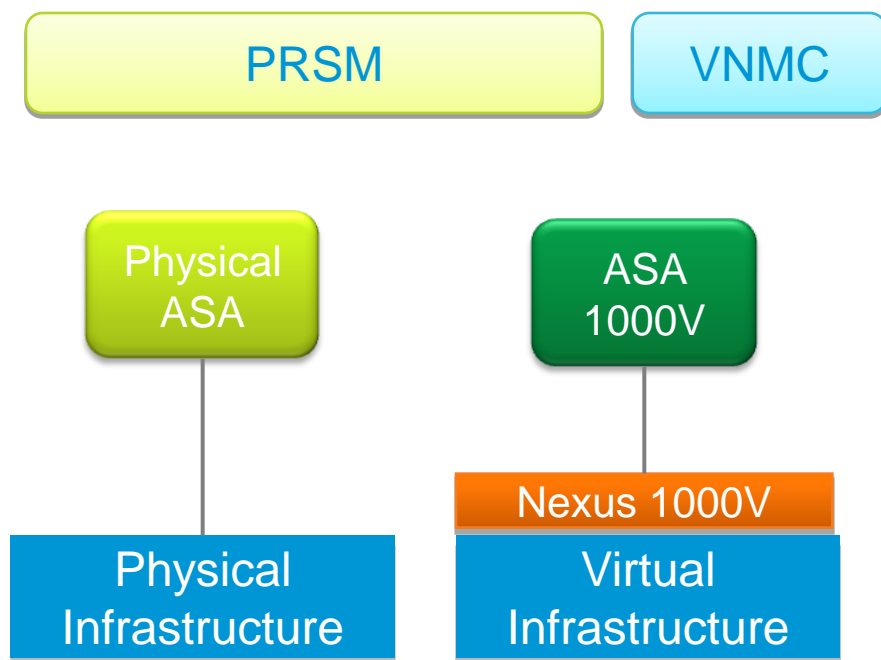 PRSM
VNMC
Physical
ASA
ASA
1000V
Nexus 1000V
Physical
Infrastructure
Virtual
Infrastructure